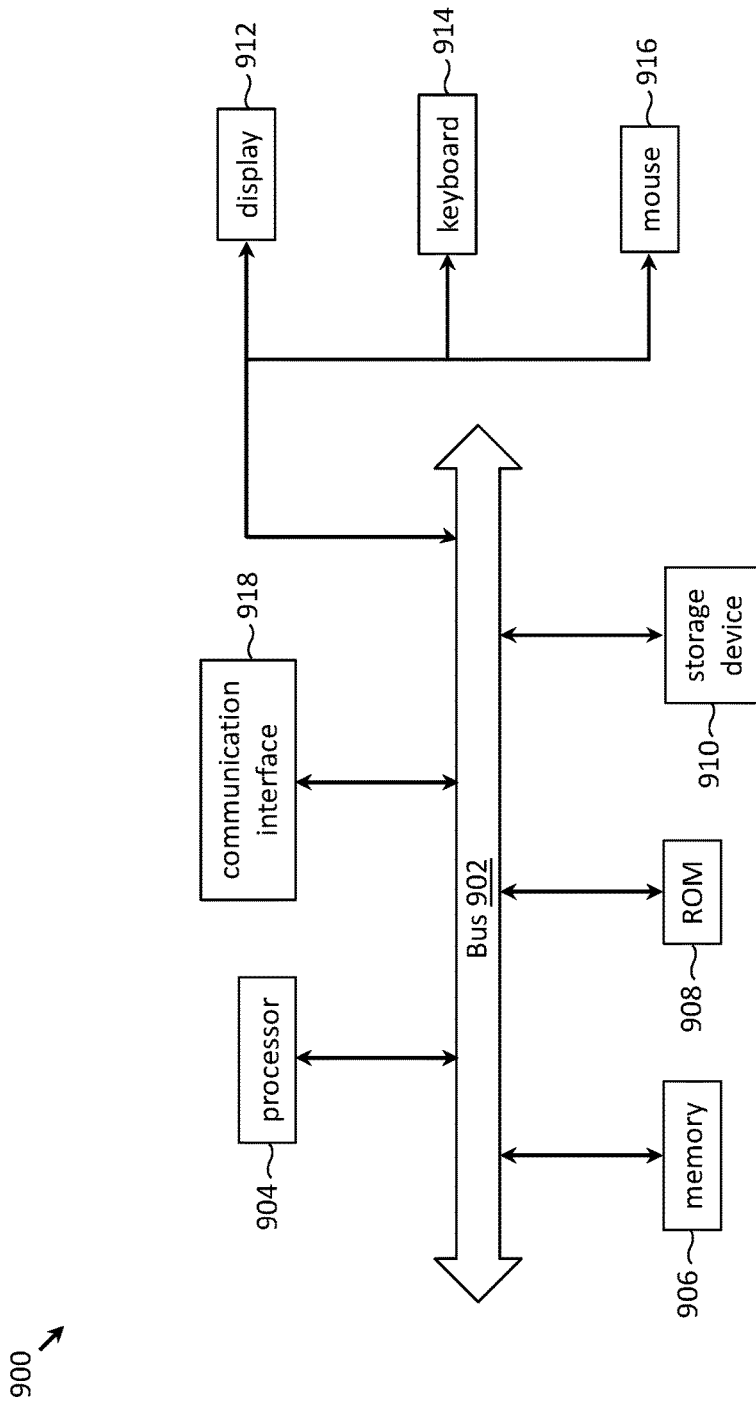 900
processor
904
communication
interface
918
display
912
keyboard
914
mouse
916
Bus 902
memory
906
ROM
908
storage
device
910